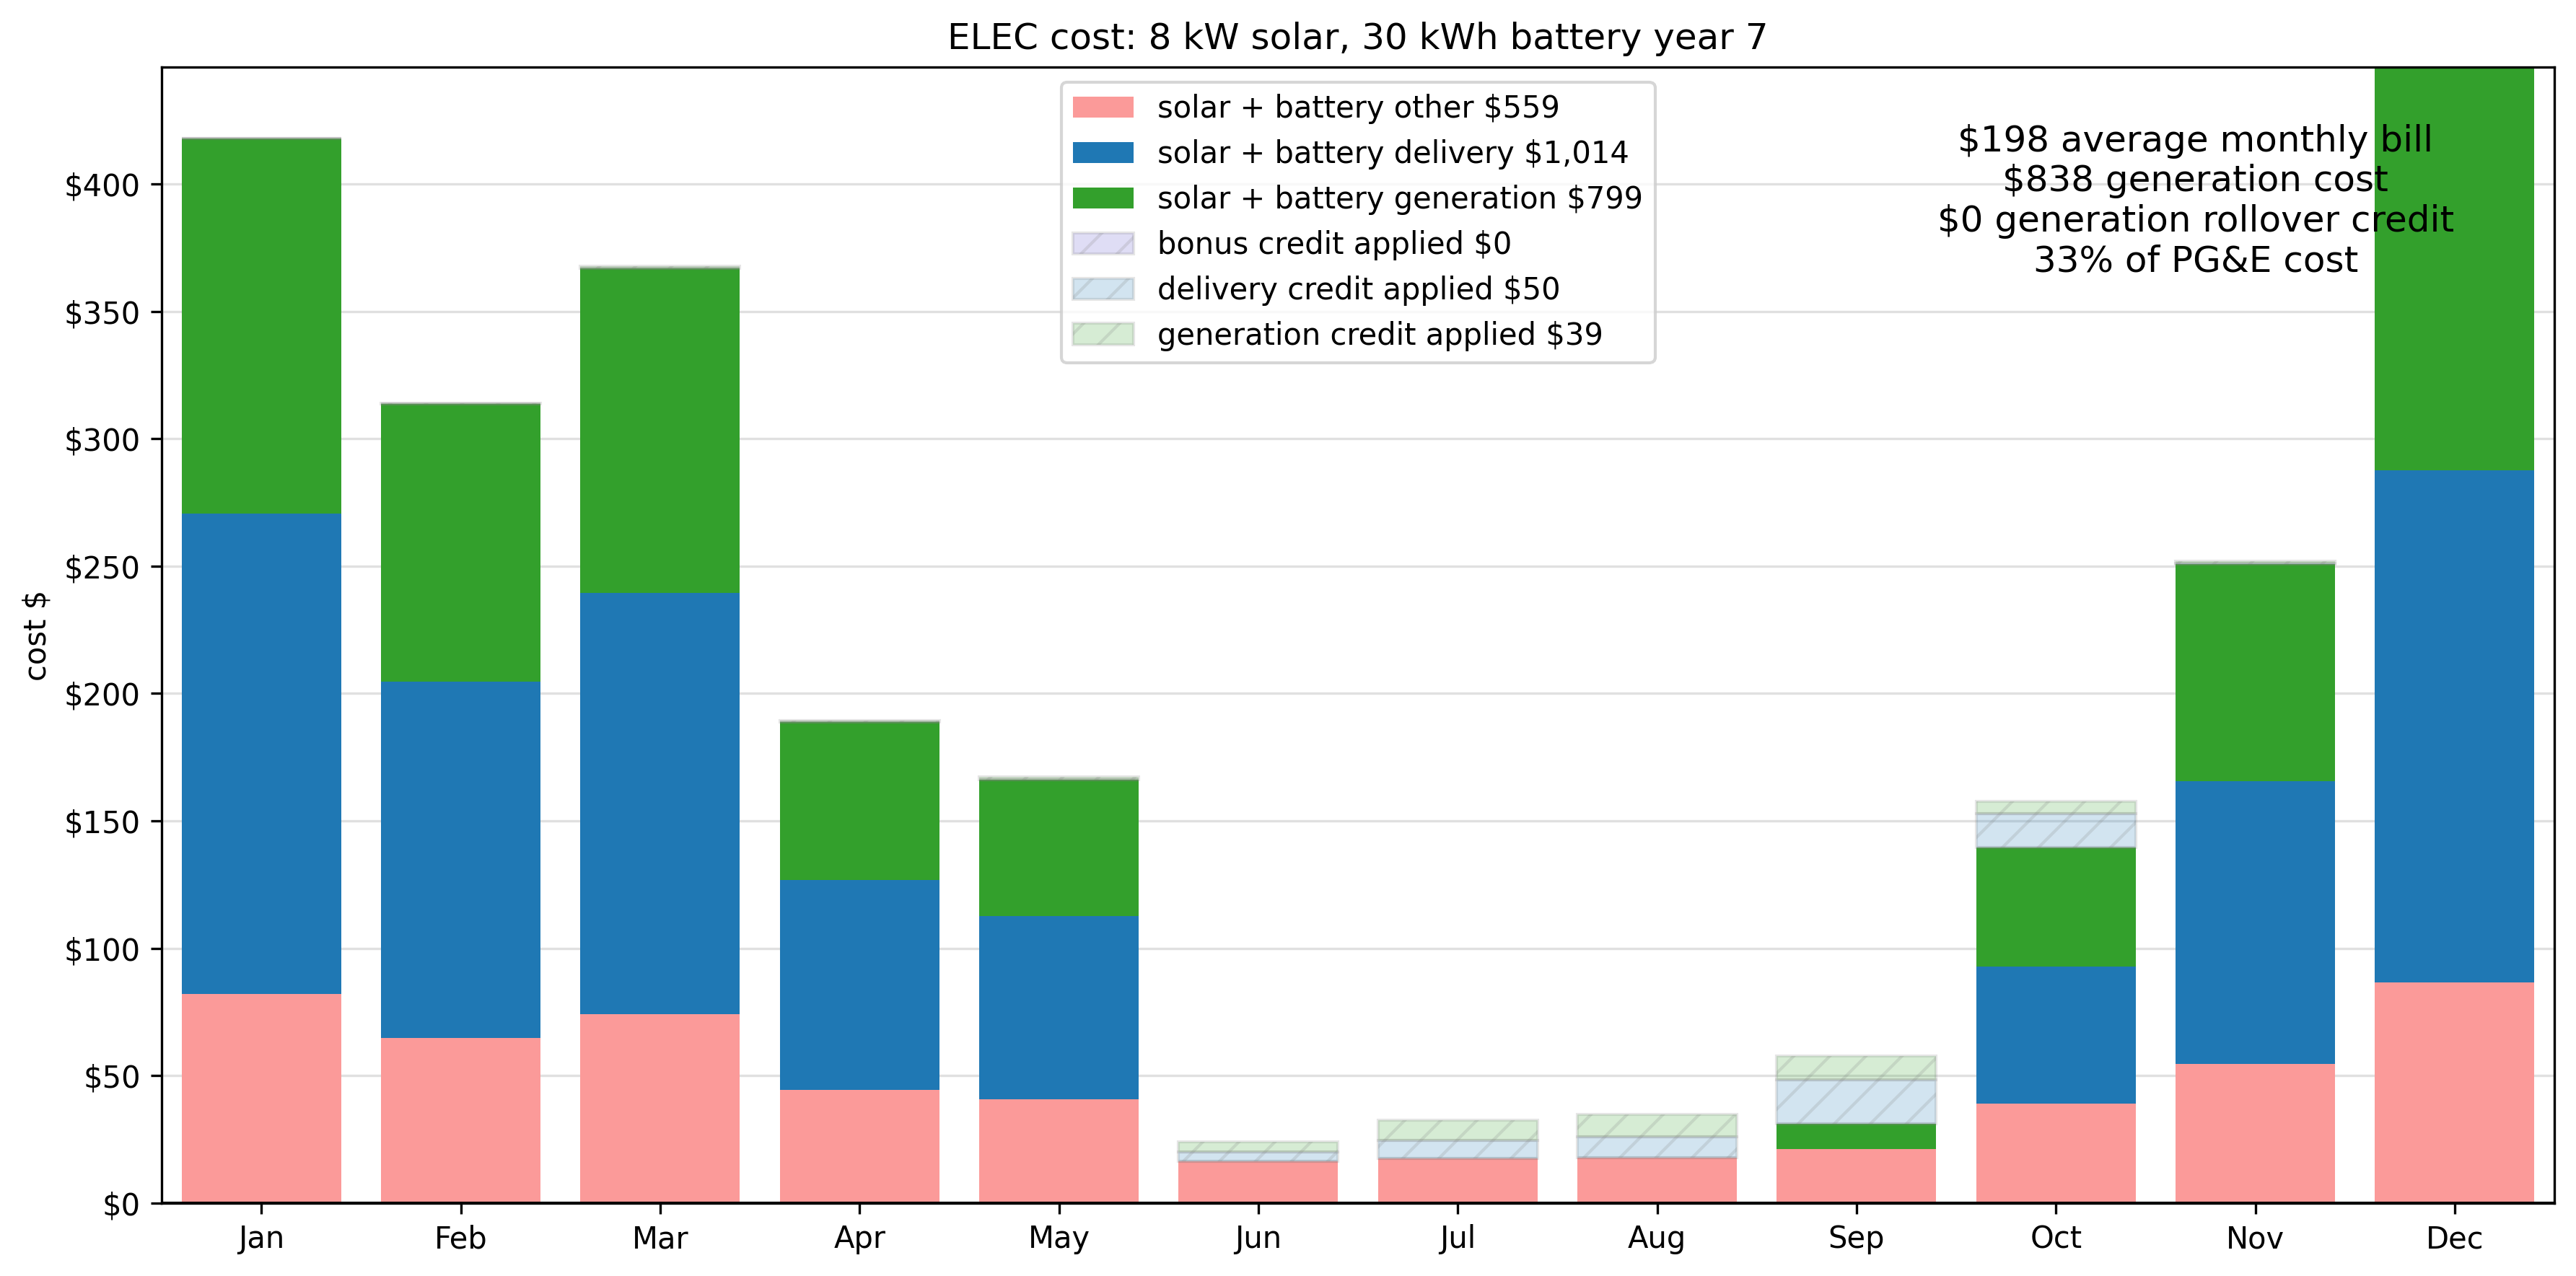 ELEC cost: 8 kW solar, 30 kWh battery year 7
solar + battery other $559
solar + battery delivery $1,014
solar + battery generation $799
bonus credit applied $0
delivery credit applied $50
generation credit applied $39
$198 average monthly bill
$838 generation cost
$0 generation rollover credit
33% of PG&E cost
cost $
$400
$350
$300
$250
$200
$150
$100
$50
$0
Jan Feb Mar Apr May Jun Jul Aug Sep Oct Nov Dec